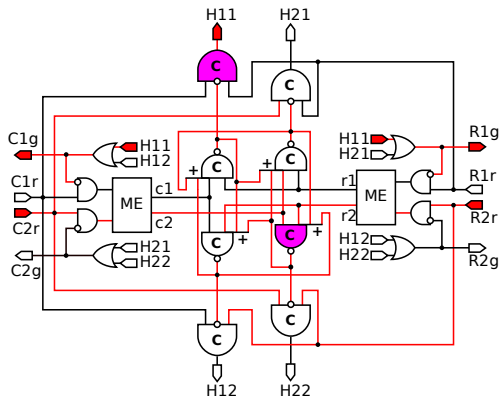 H11 H21
C
C
C1g H11 H11 R1g
H12 H21
C + + C
C1r c1 r1 R1r
ME ME
C2r c2 r2 R2r
C + C +
H21 H12
C2g H22 H22 R2g
C C
H12 H22